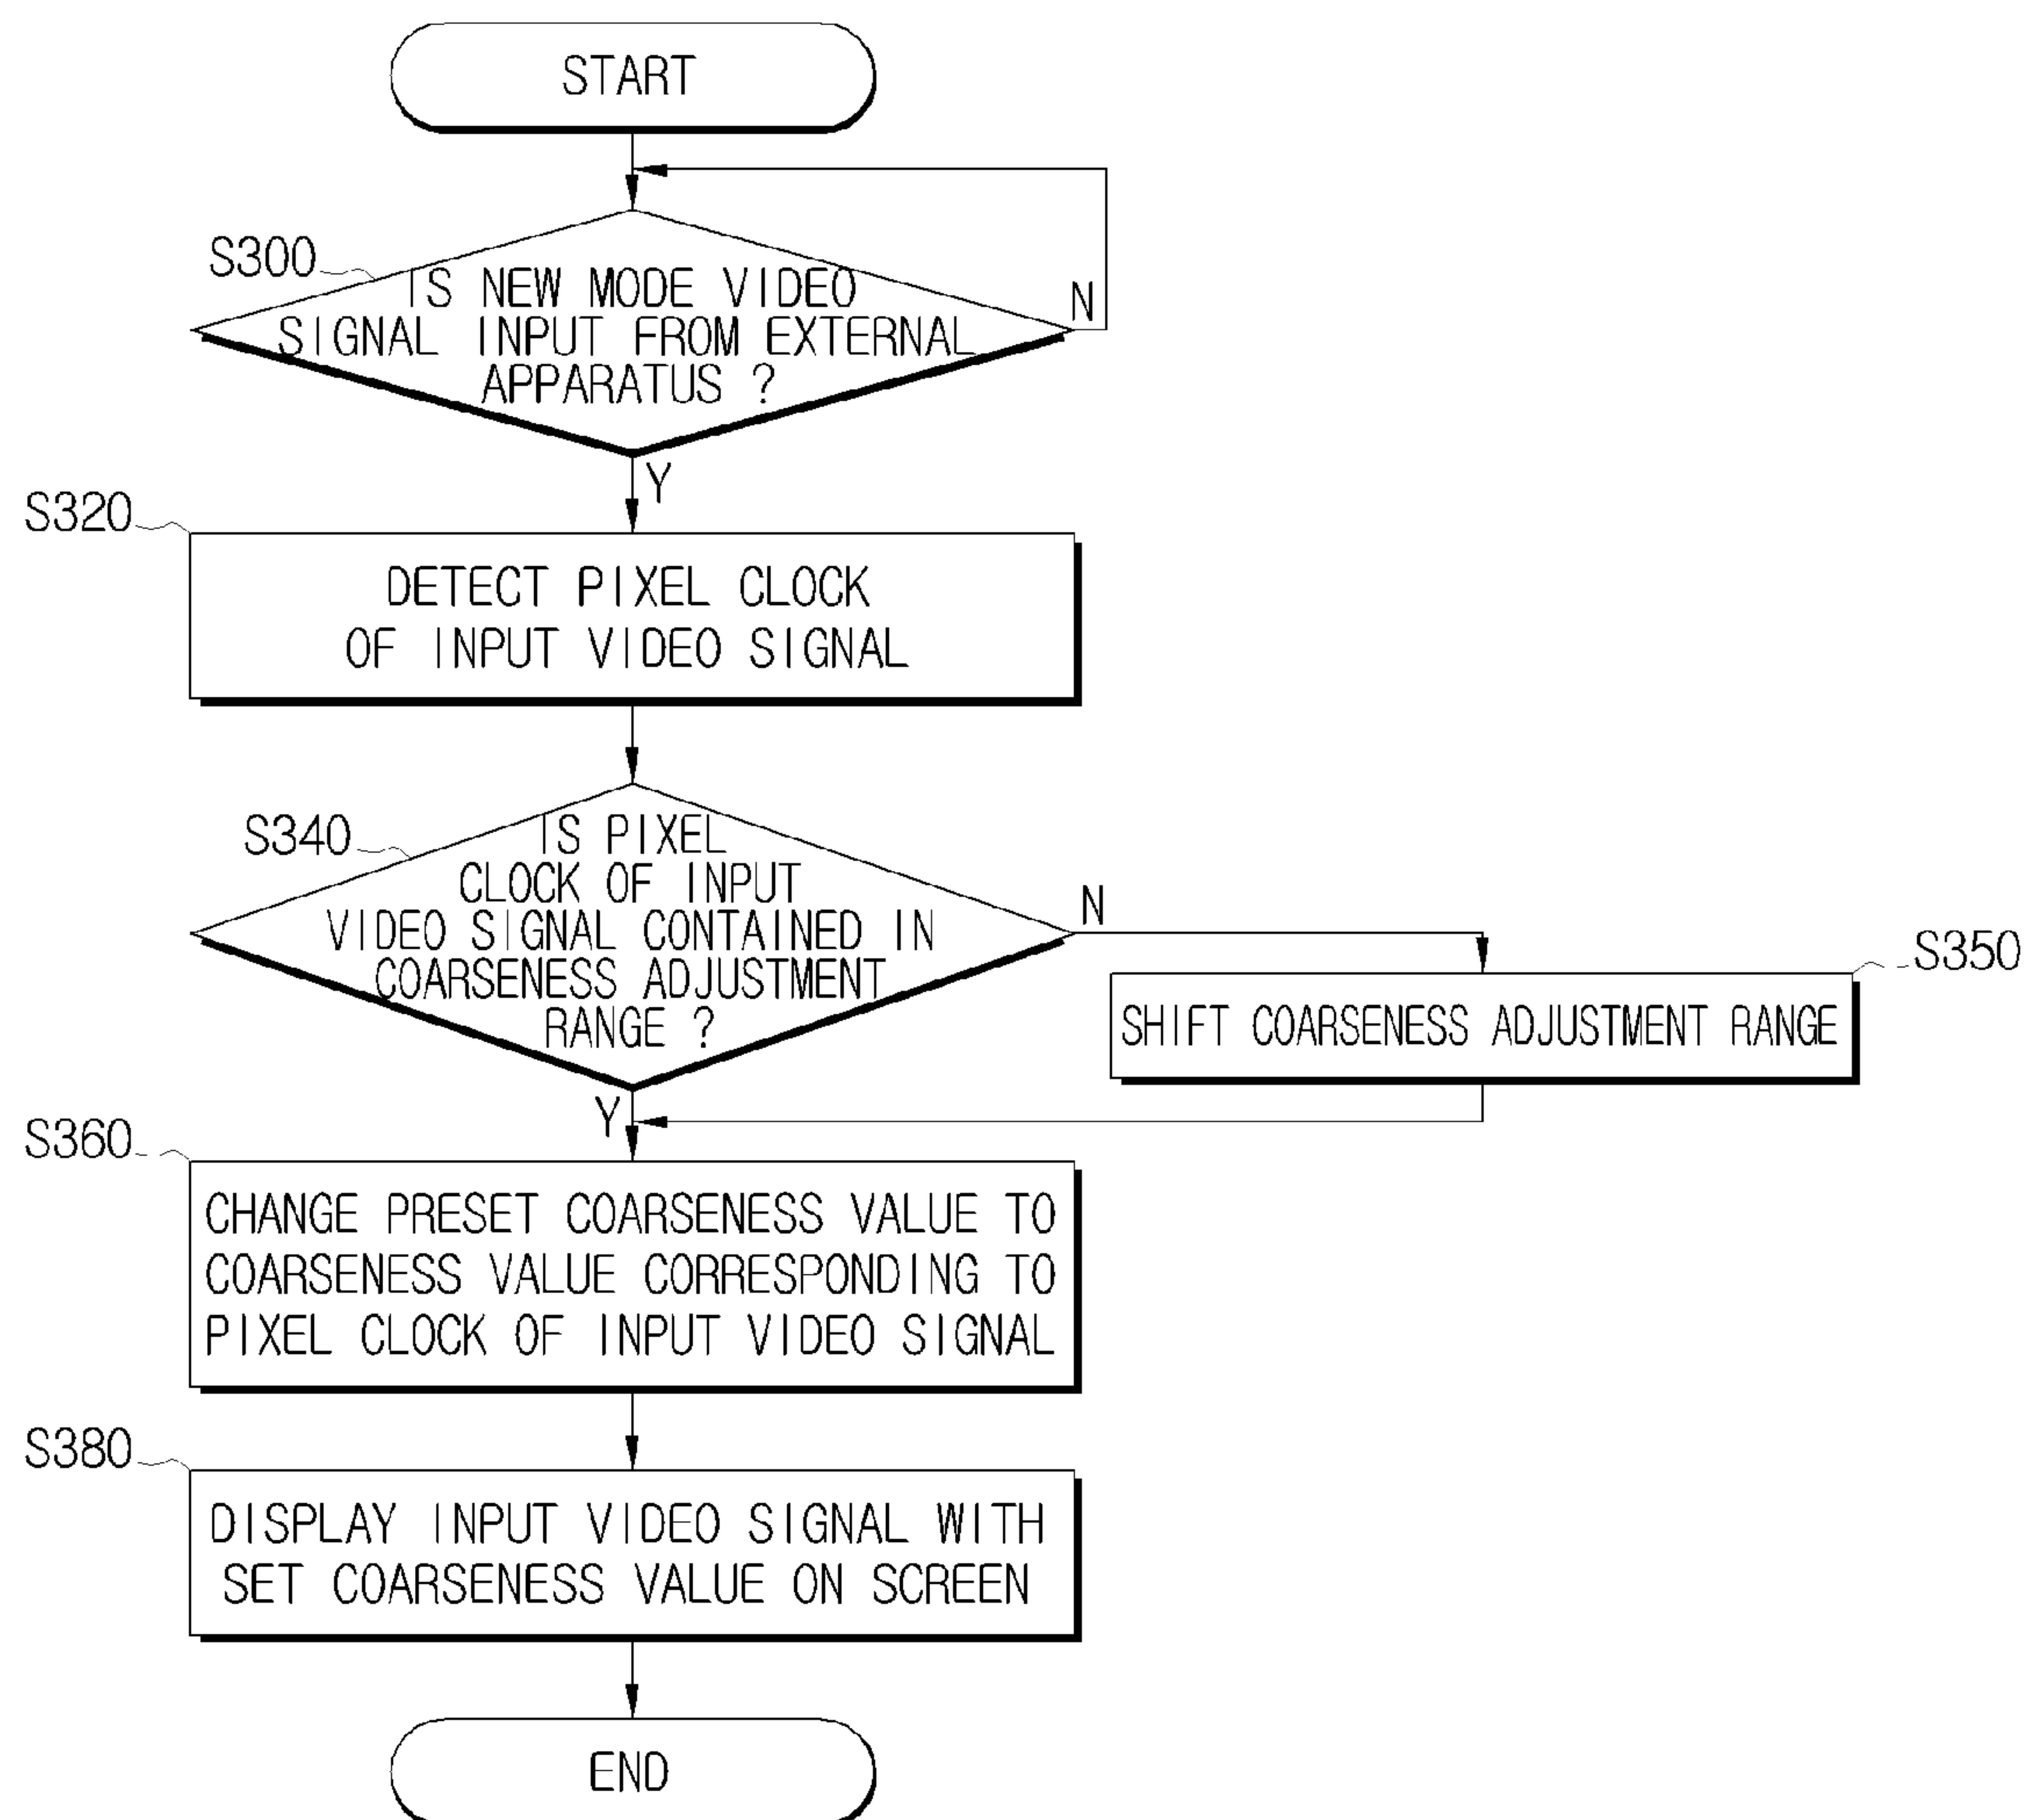 START
S300
IS NEW MODE VIDEO
SIGNAL INPUT FROM EXTERNAL
APPARATUS ?
N
Y
S320
DETECT PIXEL CLOCK
OF INPUT VIDEO SIGNAL
S340
IS PIXEL
CLOCK OF INPUT
VIDEO SIGNAL CONTAINED IN
COARSENESS ADJUSTMENT
RANGE ?
N
S350
SHIFT COARSENESS ADJUSTMENT RANGE
Y
S360
CHANGE PRESET COARSENESS VALUE TO
COARSENESS VALUE CORRESPONDING TO
PIXEL CLOCK OF INPUT VIDEO SIGNAL
S380
DISPLAY INPUT VIDEO SIGNAL WITH
SET COARSENESS VALUE ON SCREEN
END